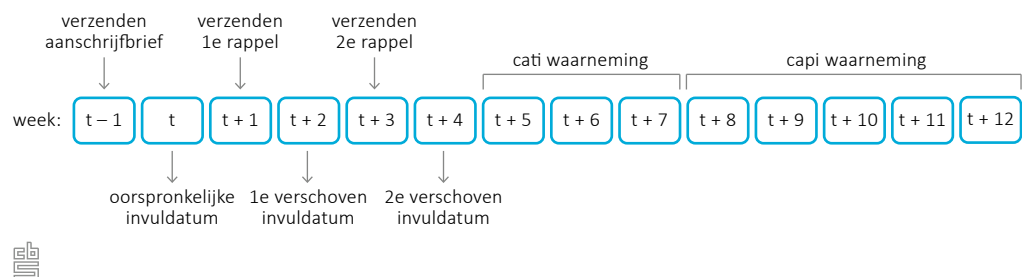 verzenden
aanschrijfbrief
verzenden
1e rappel
verzenden
2e rappel
cati waarneming
capi waarneming
week: t – 1 t t + 1 t + 2 t + 3 t + 4 t + 5 t + 6 t + 7 t + 8 t + 9 t + 10 t + 11 t + 12
oorspronkelijke
invuldatum
1e verschoven
invuldatum
2e verschoven
invuldatum
cbs